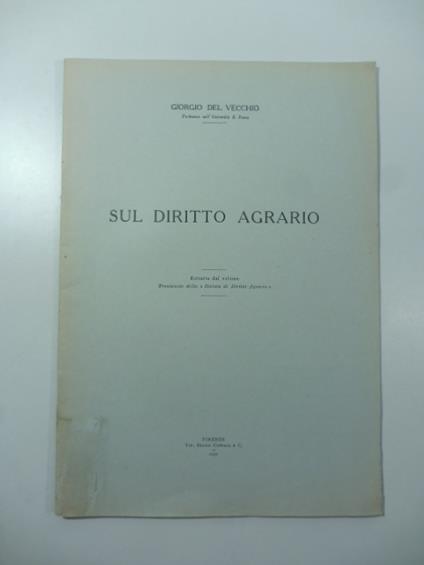 GIORGIO DEL VECCHIO
Professore nell'Università di Roma
SUL DIRITTO AGRARIO
Estratto dal volume
della « Rivista di Diritto Agrario »
FIRENZE
Tip. & C.